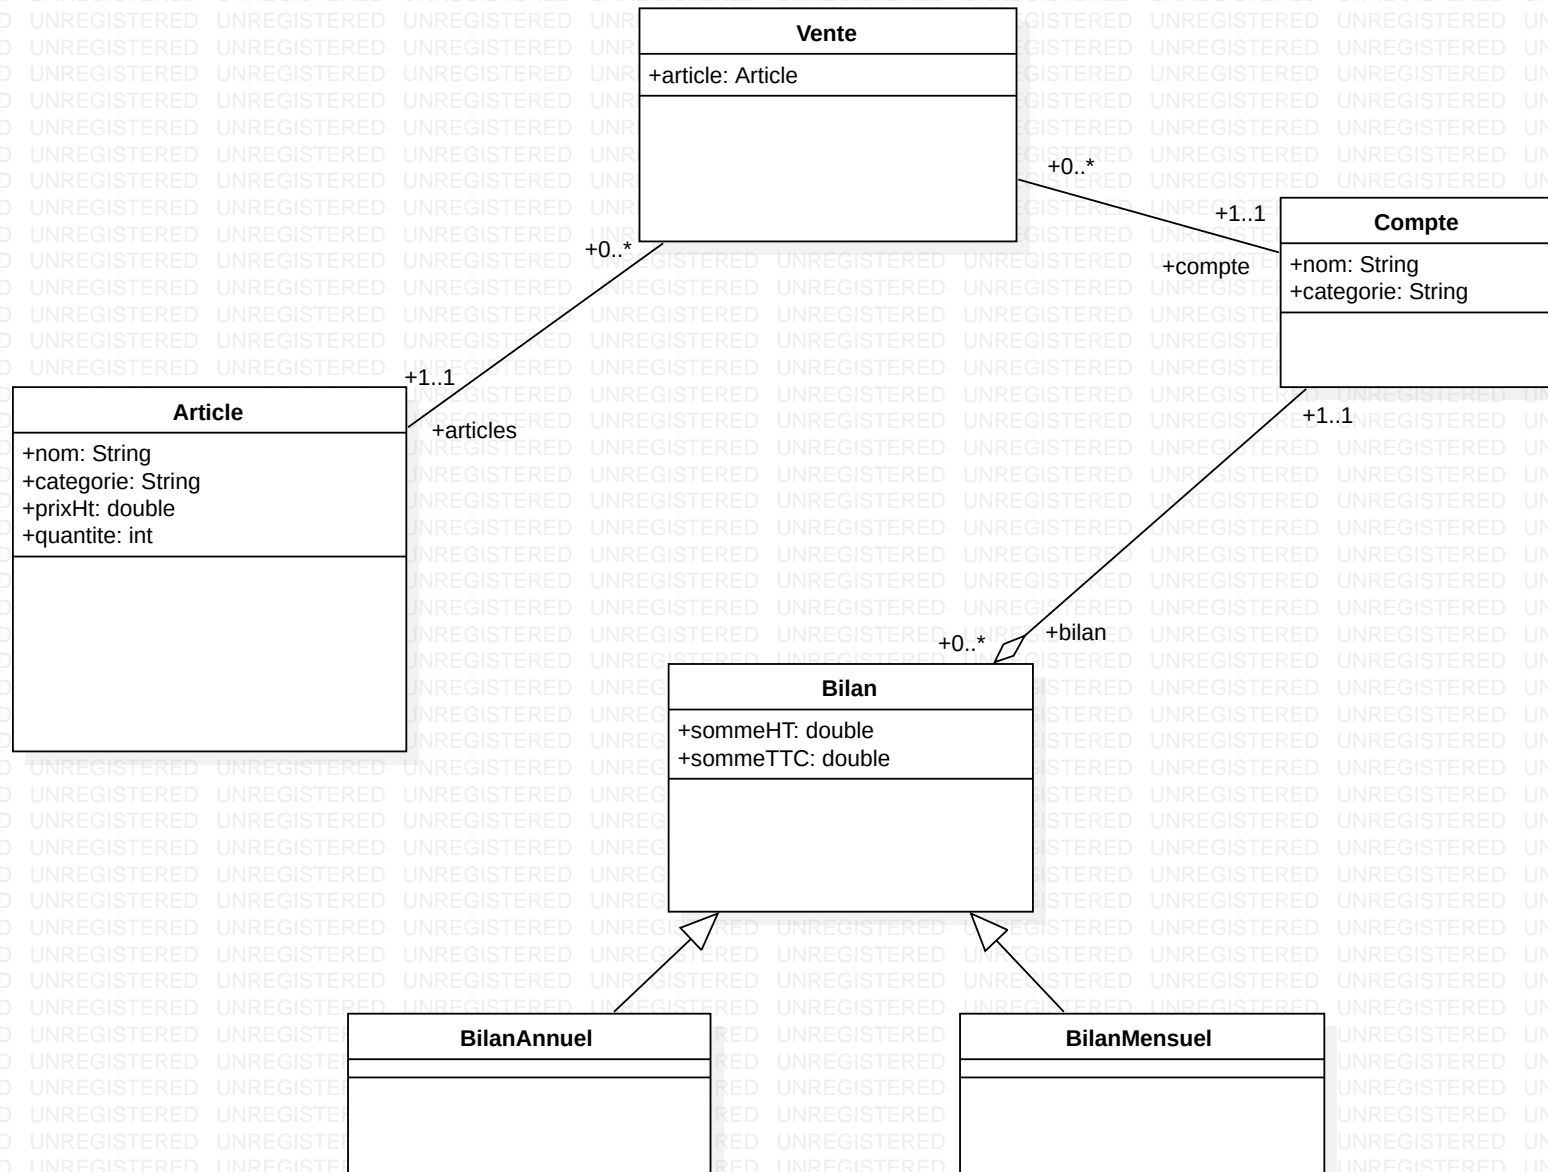 Vente
+article: Article
+0..*
+1..1
+compte
Compte
+nom: String
+categorie: String
+0..*
+1..1
+articles
Article
+nom: String
+categorie: String
+prixHt: double
+quantite: int
+1..1
+0..*
+bilan
Bilan
+sommeHT: double
+sommeTTC: double
BilanAnnuel
BilanMensuel
UNREGISTERED